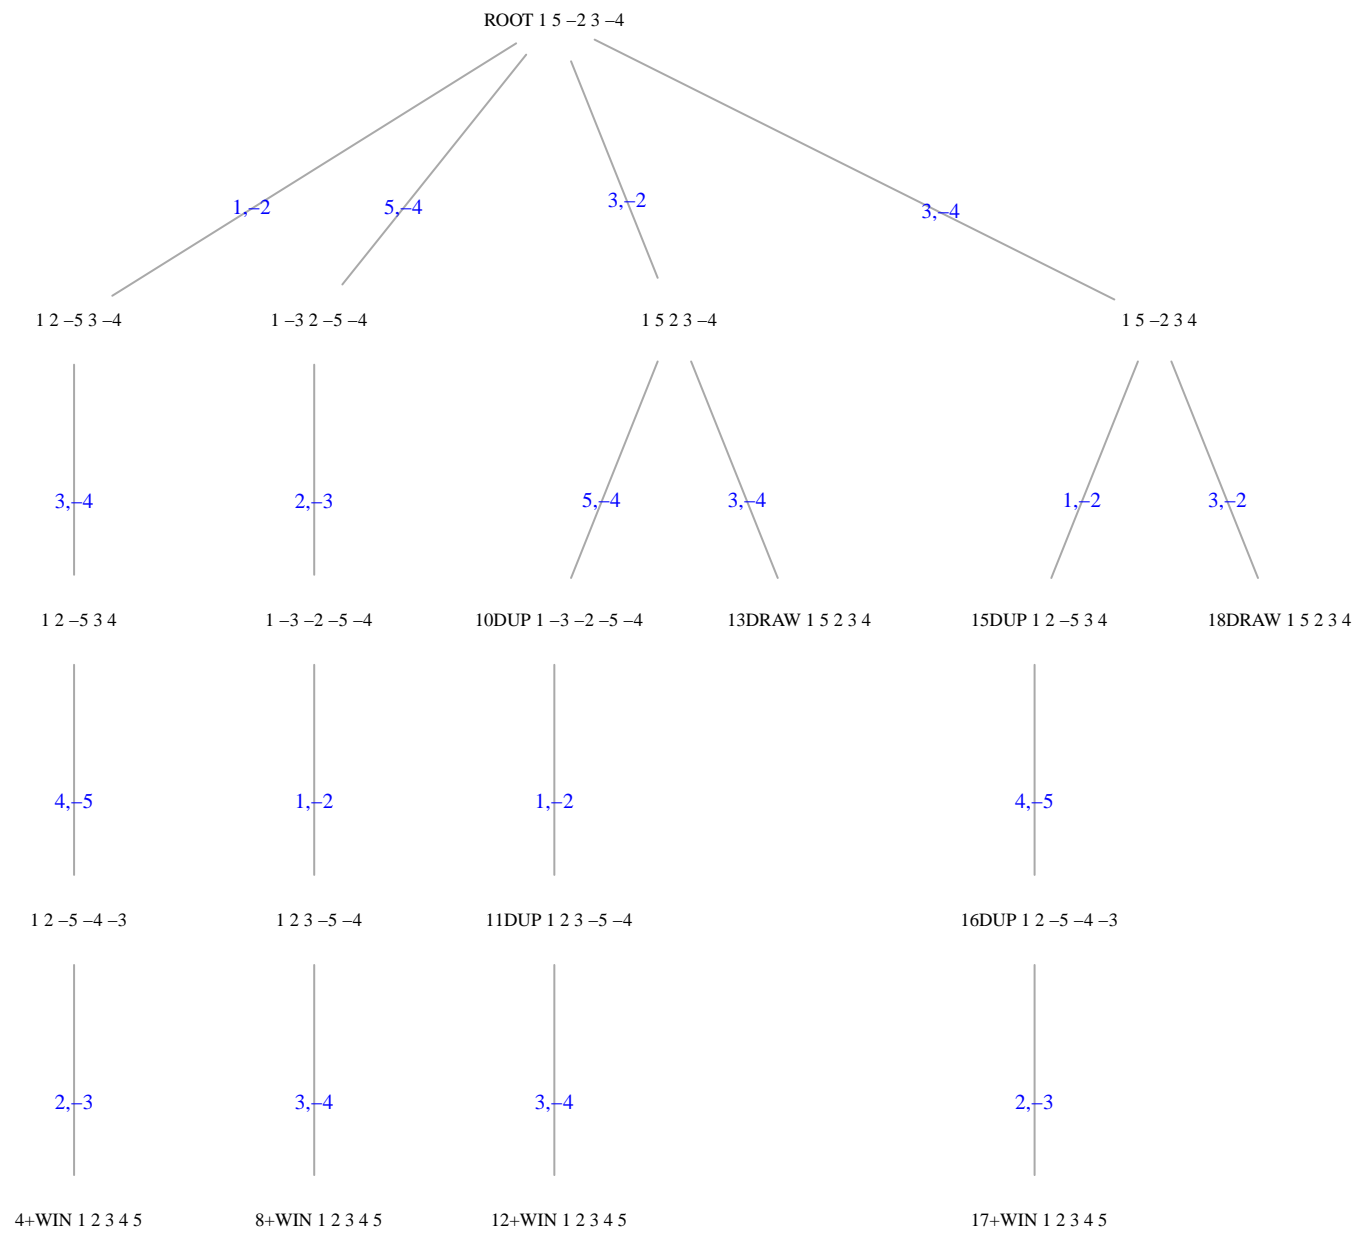 ROOT 1 5 –2 3 –4
1,–2
5,–4
3,–2
3,–4
1 2 –5 3 –4
1 –3 2 –5 –4
1 5 2 3 –4
1 5 –2 3 4
3,–4
2,–3
5,–4
3,–4
1,–2
3,–2
1 2 –5 3 4
1 –3 –2 –5 –4
10DUP 1 –3 –2 –5 –4
13DRAW 1 5 2 3 4
15DUP 1 2 –5 3 4
18DRAW 1 5 2 3 4
4,–5
1,–2
1,–2
4,–5
1 2 –5 –4 –3
1 2 3 –5 –4
11DUP 1 2 3 –5 –4
16DUP 1 2 –5 –4 –3
2,–3
3,–4
3,–4
2,–3
4+WIN 1 2 3 4 5
8+WIN 1 2 3 4 5
12+WIN 1 2 3 4 5
17+WIN 1 2 3 4 5